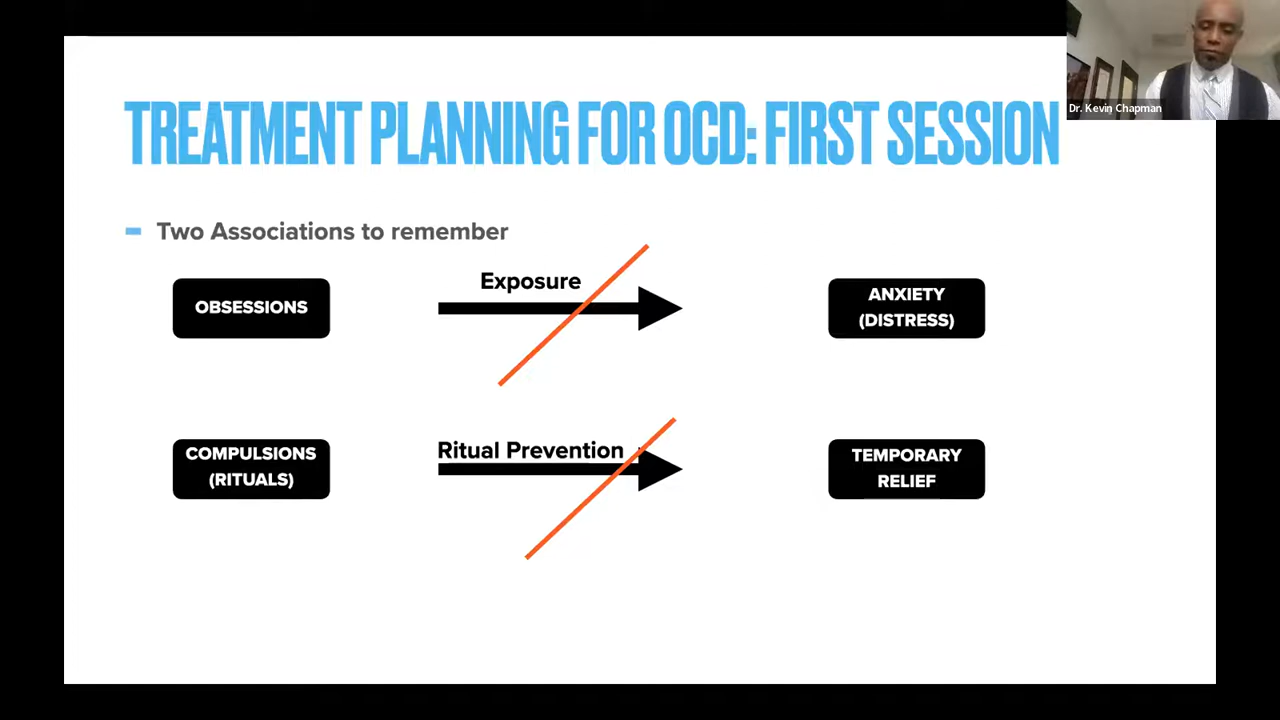 Dr. Kevin Chapman
TREATMENT PLANNING FOR OCD: FIRST SESSION
Two Associations to remember
OBSESSIONS
Exposure
ANXIETY
(DISTRESS)
COMPULSIONS
(RITUALS)
Ritual Prevention
TEMPORARY
RELIEF